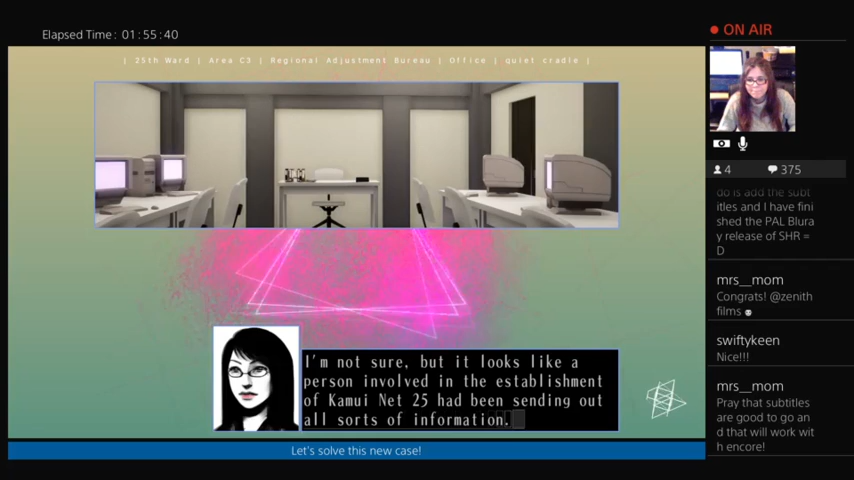 Elapsed Time: 01:55:40
ON AIR
| 25th Ward | Area C3 | Regional Adjustment Bureau | Office | quiet cradle |
I'm not sure, but it looks like a
person involved in the establishment
of Kamui Net 25 had been sending out
all sorts of information.
Let's solve this new case!
4
375
do is add the subt
itles and I have fini
shed the PAL Blura
y release of SHR =
D
mrs__mom
Congrats! @zenith
films
swiftykeen
Nice!!!
mrs__mom
Pray that subtitles
are good to go an
d that will work wit
h encore!